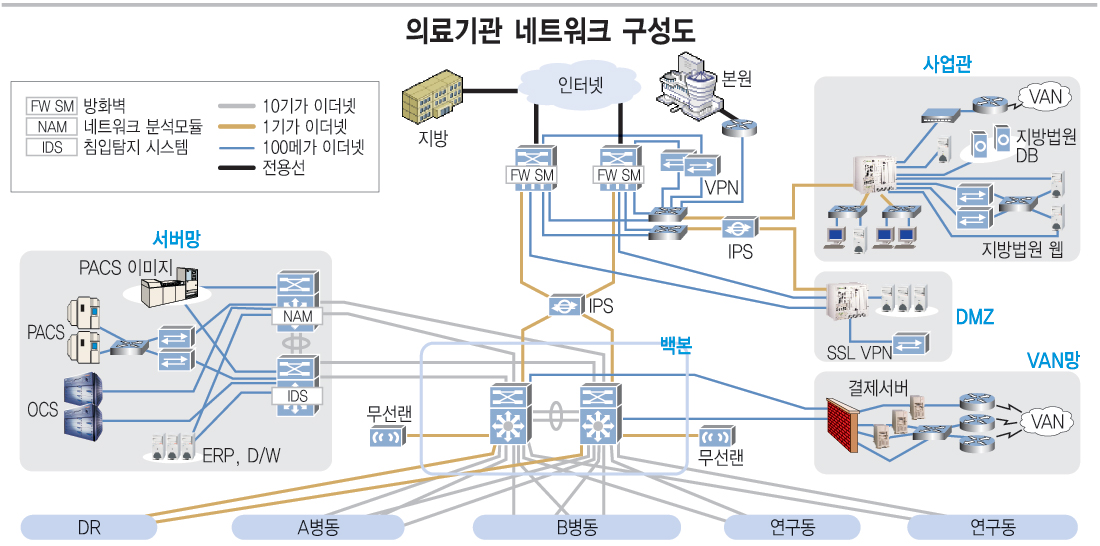 의료기관 네트워크 구성도
FW SM 방화벽
NAM 네트워크 분석모듈
IDS 침입탐지 시스템
10기가 이더넷
1기가 이더넷
100메가 이더넷
전용선
지방
인터넷
본원
사업관
VAN
지방법원
DB
지방법원 웹
FW SM
FW SM
VPN
IPS
IPS
서버망
PACS 이미지
PACS
OCS
ERP, D/W
NAM
IDS
DMZ
SSL VPN
백본
무선랜
무선랜
VAN망
결제서버
VAN
DR
A병동
B병동
연구동
연구동